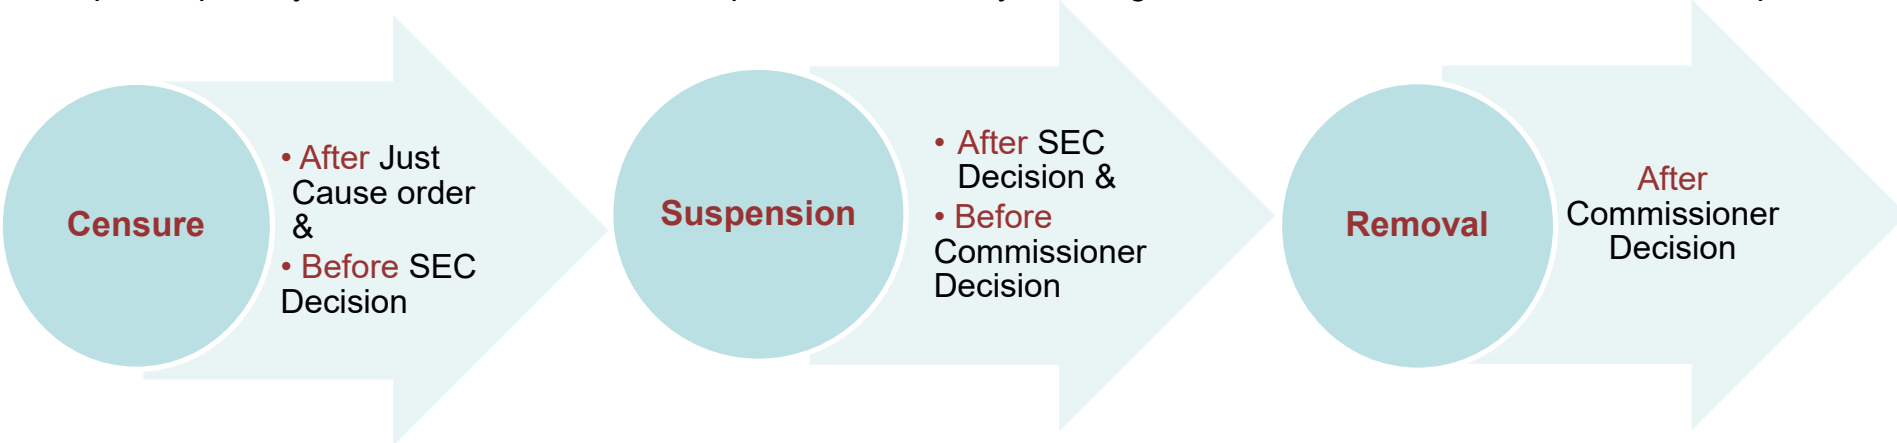 Censure
• After Just
Cause order
&
• Before SEC
Decision
Suspension
• After SEC
Decision &
• Before
Commissioner
Decision
Removal
After
Commissioner
Decision